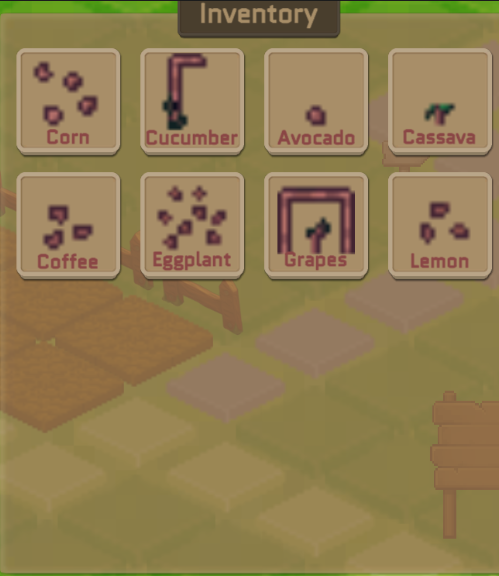 Inventory
Corn
Cucumber
Avocado
Cassava
Coffee
Eggplant
Grapes
Lemon